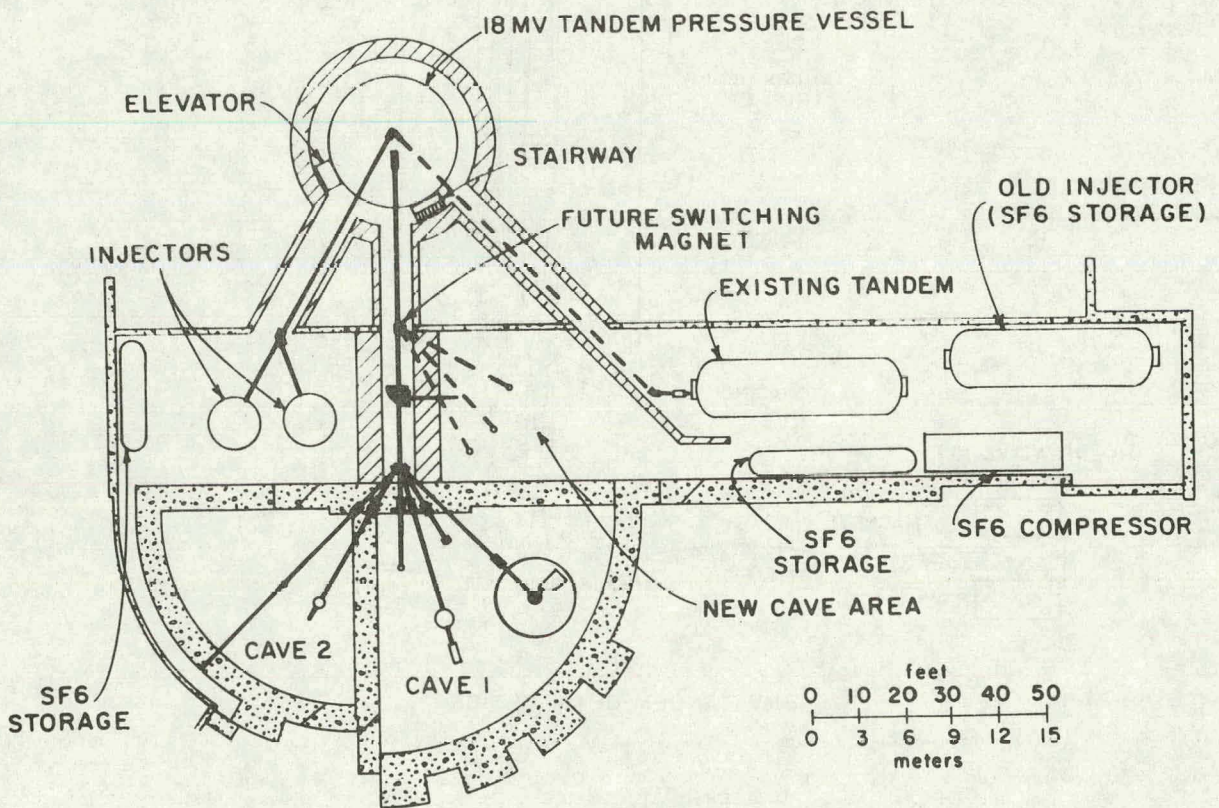 18 MV TANDEM PRESSURE VESSEL
ELEVATOR
STAIRWAY
OLD INJECTOR
(SF6 STORAGE)
FUTURE SWITCHING
MAGNET
INJECTORS
EXISTING TANDEM
SF6 COMPRESSOR
SF6
STORAGE
NEW CAVE AREA
CAVE 2
CAVE 1
SF6
STORAGE
feet
0 10 20 30 40 50
0 3 6 9 12 15
meters